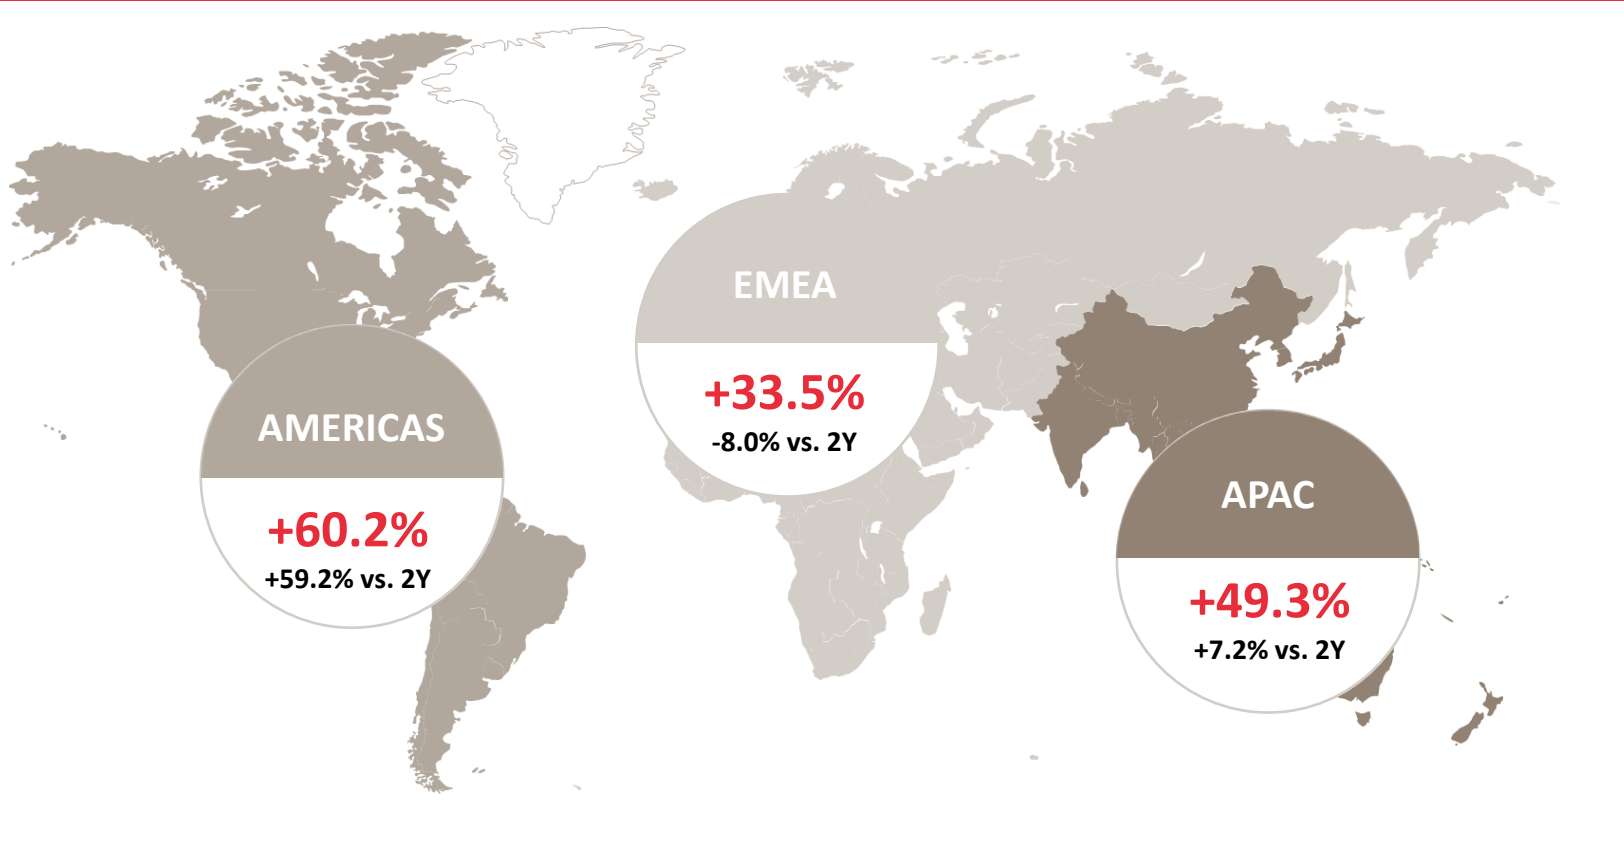 AMERICAS
+60.2%
+59.2% vs. 2Y
EMEA
+33.5%
-8.0% vs. 2Y
APAC
+49.3%
+7.2% vs. 2Y